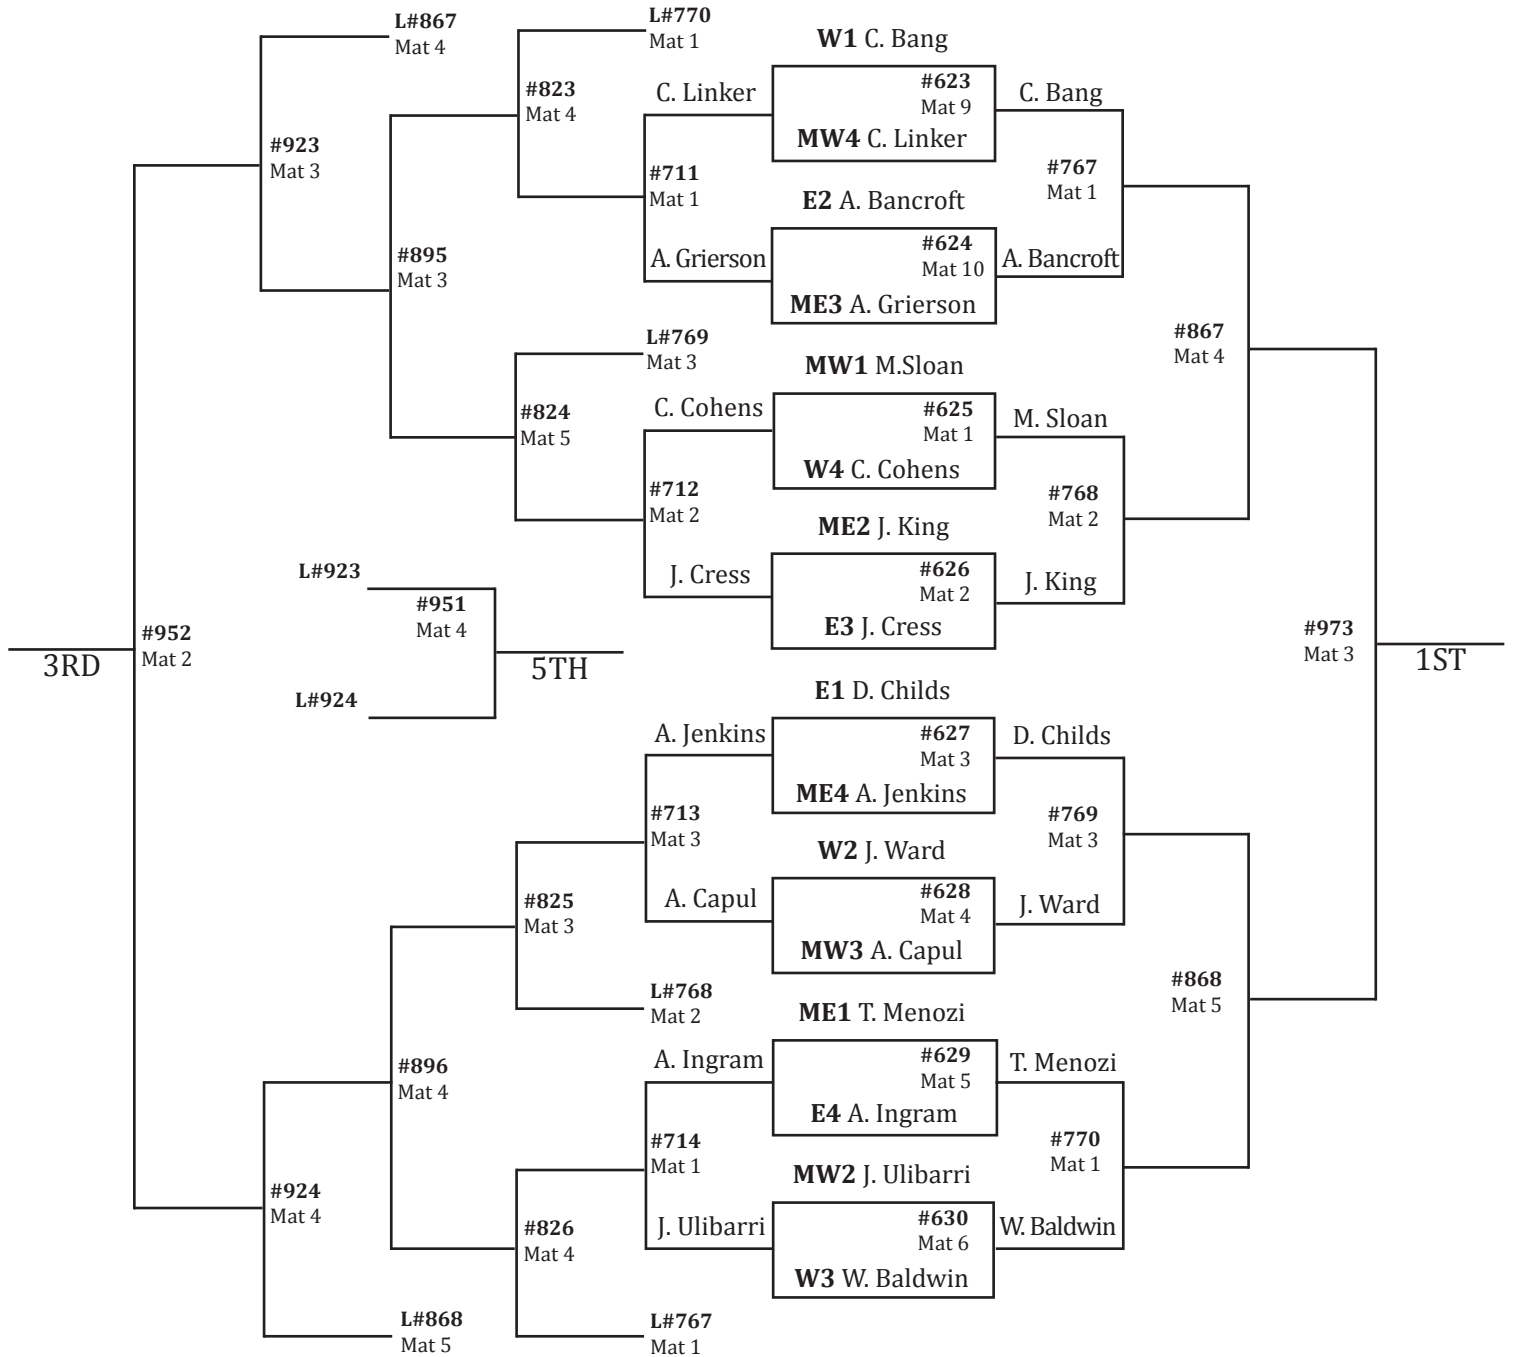 L#867
Mat 4
L#770
Mat 1
W1 C. Bang
#823
Mat 4
C. Linker
#623
Mat 9
C. Bang
MW4 C. Linker
#923
Mat 3
#711
Mat 1
#767
Mat 1
E2 A. Bancroft
#895
Mat 3
A. Grierson
#624
Mat 10
A. Bancroft
ME3 A. Grierson
L#769
Mat 3
#867
Mat 4
MW1 M.Sloan
#824
Mat 5
C. Cohens
#625
Mat 1
M. Sloan
W4 C. Cohens
#712
Mat 2
#768
Mat 2
ME2 J. King
L#923
#951
Mat 4
J. Cress
#626
Mat 2
J. King
E3 J. Cress
#952
Mat 2
3RD
5TH
#973
Mat 3
1ST
L#924
E1 D. Childs
A. Jenkins
#627
Mat 3
D. Childs
ME4 A. Jenkins
#713
Mat 3
#769
Mat 3
W2 J. Ward
#825
Mat 3
A. Capul
#628
Mat 4
J. Ward
MW3 A. Capul
L#768
Mat 2
#868
Mat 5
ME1 T. Menozi
#896
Mat 4
A. Ingram
#629
Mat 5
T. Menozi
E4 A. Ingram
#714
Mat 1
#770
Mat 1
MW2 J. Ulibarri
#924
Mat 4
#826
Mat 4
J. Ulibarri
#630
Mat 6
W. Baldwin
W3 W. Baldwin
L#868
Mat 5
L#767
Mat 1